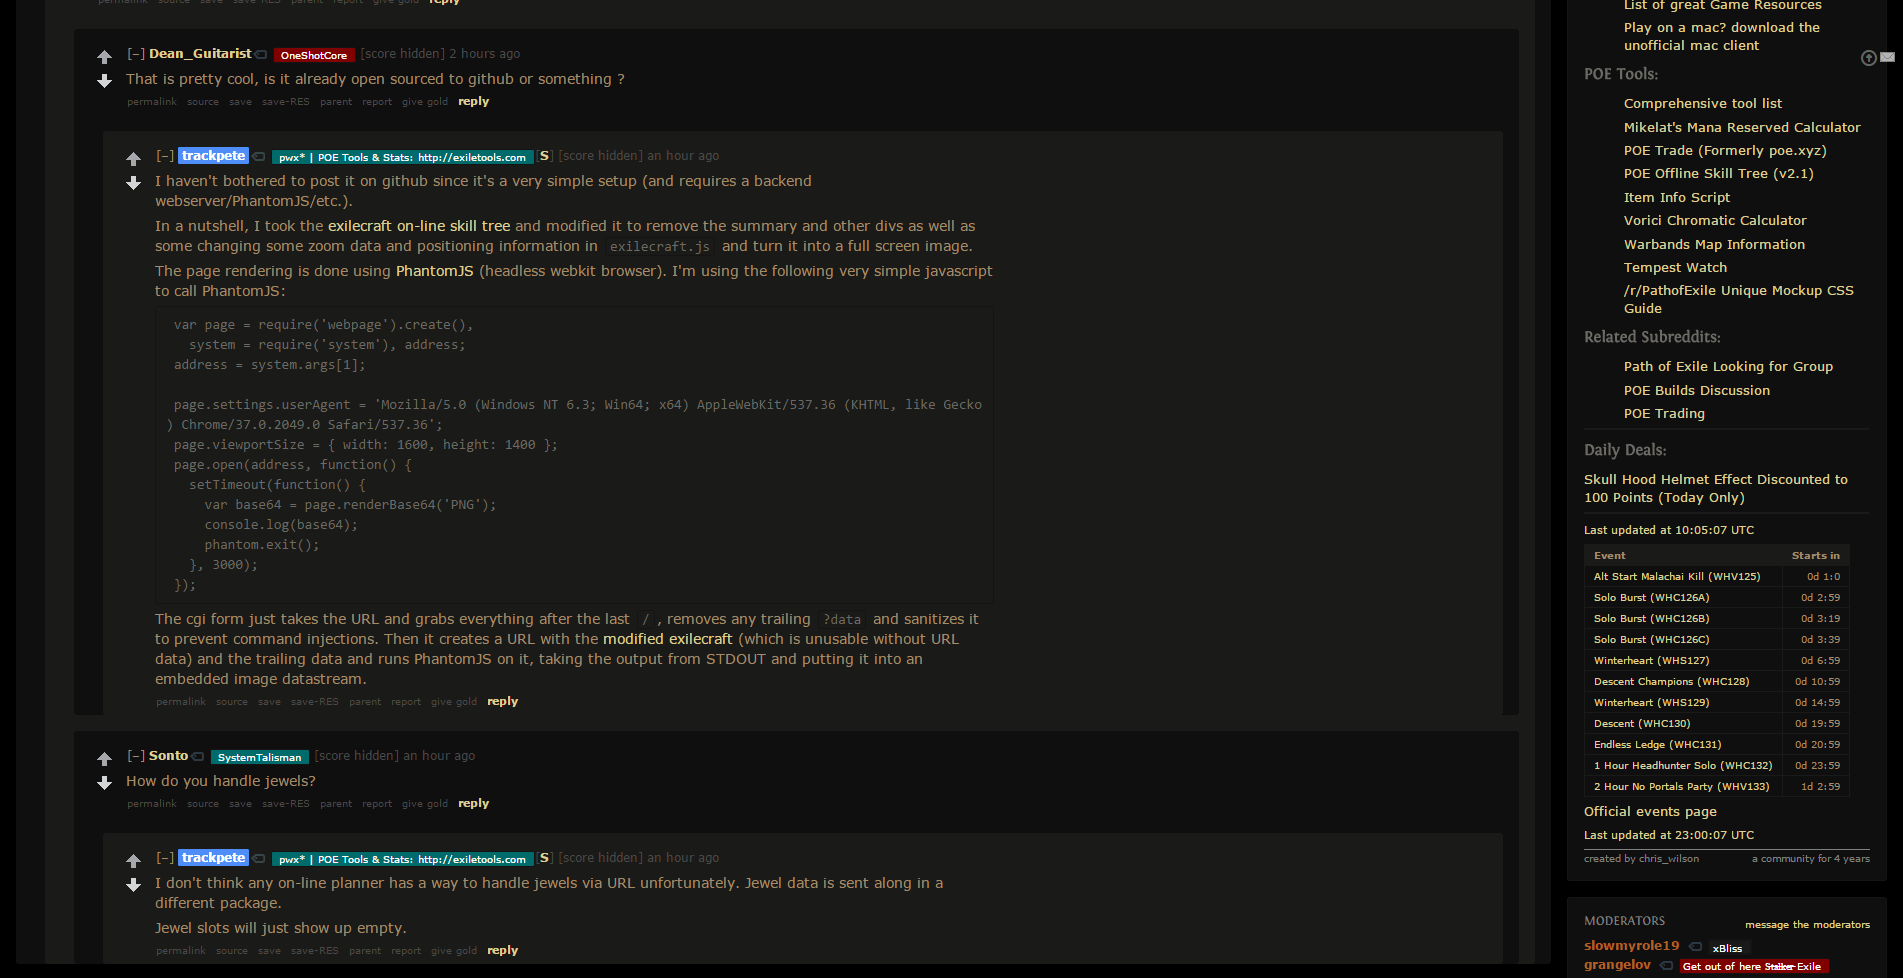 permalink source save save-RES parent report give gold reply
[–] Dean_Guitarist OneShotCore [score hidden] 2 hours ago
That is pretty cool, is it already open sourced to github or something ?
permalink source save save-RES parent report give gold reply
[–] trackpete pwx* | POE Tools & Stats: http://exiletools.com [S] [score hidden] an hour ago
I haven't bothered to post it on github since it's a very simple setup (and requires a backend
webserver/PhantomJS/etc.).
In a nutshell, I took the exilecraft on-line skill tree and modified it to remove the summary and other divs as well as
some changing some zoom data and positioning information in exilecraft.js and turn it into a full screen image.
The page rendering is done using PhantomJS (headless webkit browser). I'm using the following very simple javascript
to call PhantomJS:
var page = require('webpage').create(),
system = require('system'), address;
address = system.args[1];
page.settings.userAgent = 'Mozilla/5.0 (Windows NT 6.3; Win64; x64) AppleWebKit/537.36 (KHTML, like Gecko
) Chrome/37.0.2049.0 Safari/537.36';
page.viewportSize = { width: 1600, height: 1400 };
page.open(address, function() {
setTimeout(function() {
var base64 = page.renderBase64('PNG');
console.log(base64);
phantom.exit();
}, 3000);
});
The cgi form just takes the URL and grabs everything after the last / , removes any trailing ?data and sanitizes it
to prevent command injections. Then it creates a URL with the modified exilecraft (which is unusable without URL
data) and the trailing data and runs PhantomJS on it, taking the output from STDOUT and putting it into an
embedded image datastream.
permalink source save save-RES parent report give gold reply
[–] Sonto SystemTalisman [score hidden] an hour ago
How do you handle jewels?
permalink source save save-RES parent report give gold reply
[–] trackpete pwx* | POE Tools & Stats: http://exiletools.com [S] [score hidden] an hour ago
I don't think any on-line planner has a way to handle jewels via URL unfortunately. Jewel data is sent along in a
different package.
Jewel slots will just show up empty.
permalink source save save-RES parent report give gold reply
List of great Game Resources
Play on a mac? download the
unofficial mac client
POE Tools:
Comprehensive tool list
Mikelat's Mana Reserved Calculator
POE Trade (Formerly poe.xyz)
POE Offline Skill Tree (v2.1)
Item Info Script
Vorici Chromatic Calculator
Warbands Map Information
Tempest Watch
/r/PathofExile Unique Mockup CSS
Guide
Related Subreddits:
Path of Exile Looking for Group
POE Builds Discussion
POE Trading
Daily Deals:
Skull Hood Helmet Effect Discounted to
100 Points (Today Only)
Last updated at 10:05:07 UTC
Event Starts in
Alt Start Malachai Kill (WHV125) 0d 1:0
Solo Burst (WHC126A) 0d 2:59
Solo Burst (WHC126B) 0d 3:19
Solo Burst (WHC126C) 0d 3:39
Winterheart (WHS127) 0d 6:59
Descent Champions (WHC128) 0d 10:59
Winterheart (WHS129) 0d 14:59
Descent (WHC130) 0d 19:59
Endless Ledge (WHC131) 0d 20:59
1 Hour Headhunter Solo (WHC132) 0d 23:59
2 Hour No Portals Party (WHV133) 1d 2:59
Official events page
Last updated at 23:00:07 UTC
created by chris_wilson a community for 4 years
MODERATORS message the moderators
slowmyrole19 xBliss
grangelov Get out of here Stalker Exile